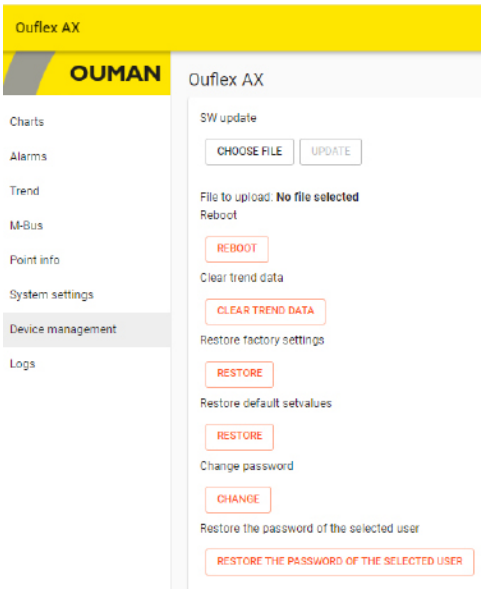 Ouflex AX
OUMAN
Charts
Alarms
Trend
M-Bus
Point info
System settings
Device management
Logs
Ouflex AX
SW update
CHOOSE FILE UPDATE
File to upload: No file selected
Reboot
REBOOT
Clear trend data
CLEAR TREND DATA
Restore factory settings
RESTORE
Restore default setvalues
RESTORE
Change password
CHANGE
Restore the password of the selected user
RESTORE THE PASSWORD OF THE SELECTED USER